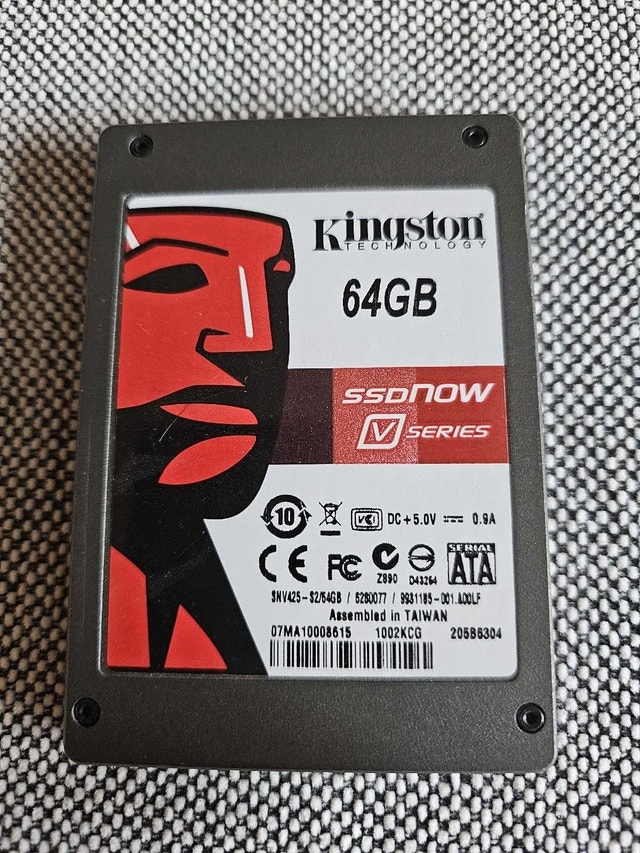 Kingston
TECHNOLOGY
64GB
SSDNOW
V SERIES
10 VCI DC+5.0V 0.9A
CE FC Z890 D43264 SERIAL ATA
SNV425-S2/64GB / 6280077 / 9931185-001.A00LF
Assembled in TAIWAN
07MA10008615 1002KCG 205B6304